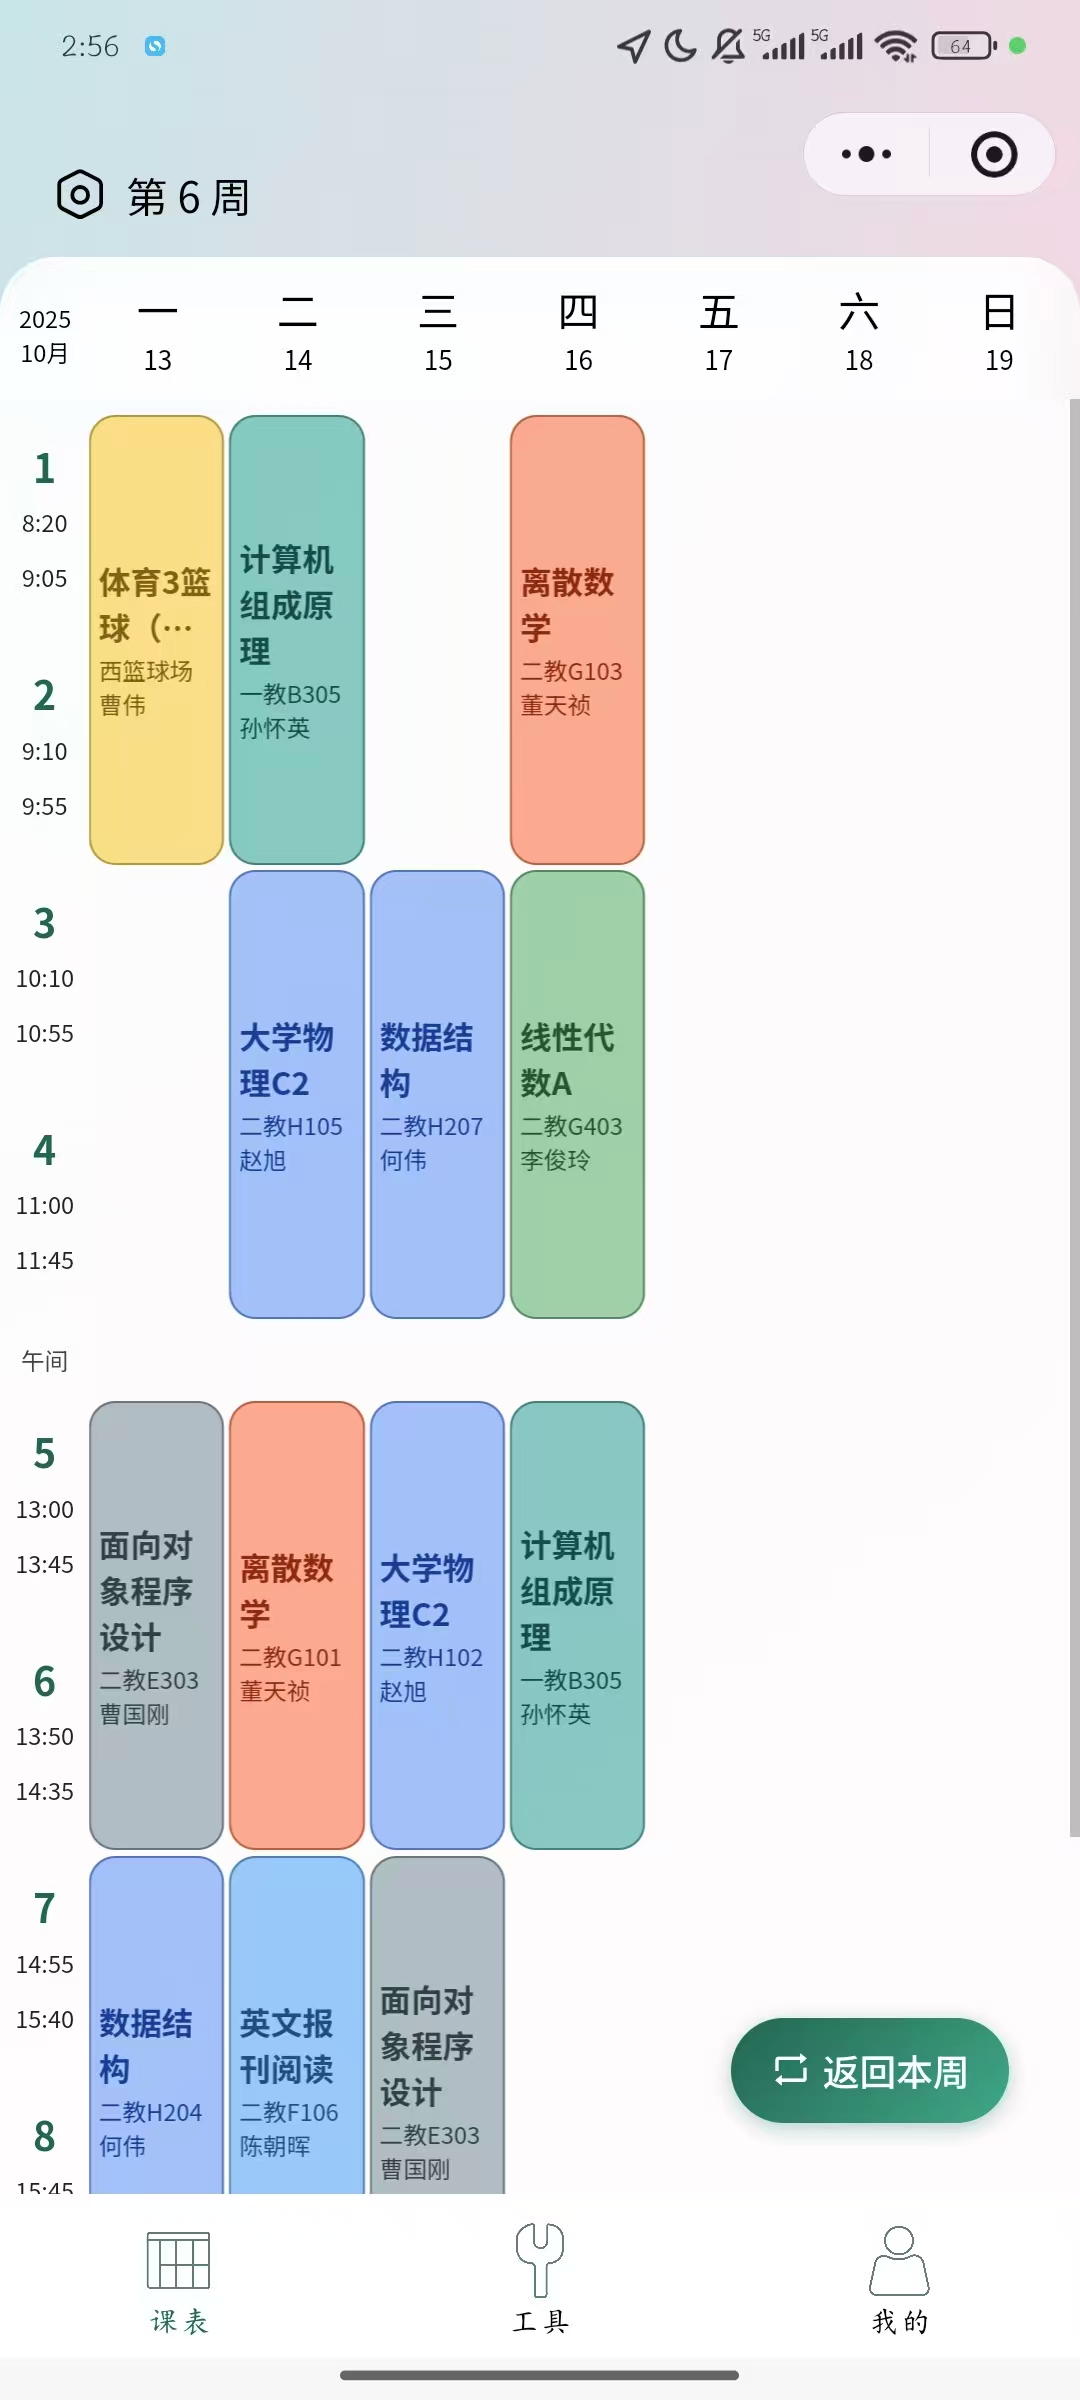 2:56
5G
5G
64
第 6 周
2025
10月
一
13
二
14
三
15
四
16
五
17
六
18
日
19
1
8:20
9:05
2
9:10
9:55
体育3篮
球（…
西篮球场
曹伟
计算机
组成原
理
一教B305
孙怀英
离散数
学
二教G103
董天祯
3
10:10
10:55
4
11:00
11:45
大学物
理C2
二教H105
赵旭
数据结
构
二教H207
何伟
线性代
数A
二教G403
李俊玲
午间
5
13:00
13:45
6
13:50
14:35
面向对
象程序
设计
二教E303
曹国刚
离散数
学
二教G101
董天祯
大学物
理C2
二教H102
赵旭
计算机
组成原
理
一教B305
孙怀英
7
14:55
15:40
8
15:45
数据结
构
二教H204
何伟
英文报
刊阅读
二教F106
陈朝晖
面向对
象程序
设计
二教E303
曹国刚
返回本周
课表
工具
我的